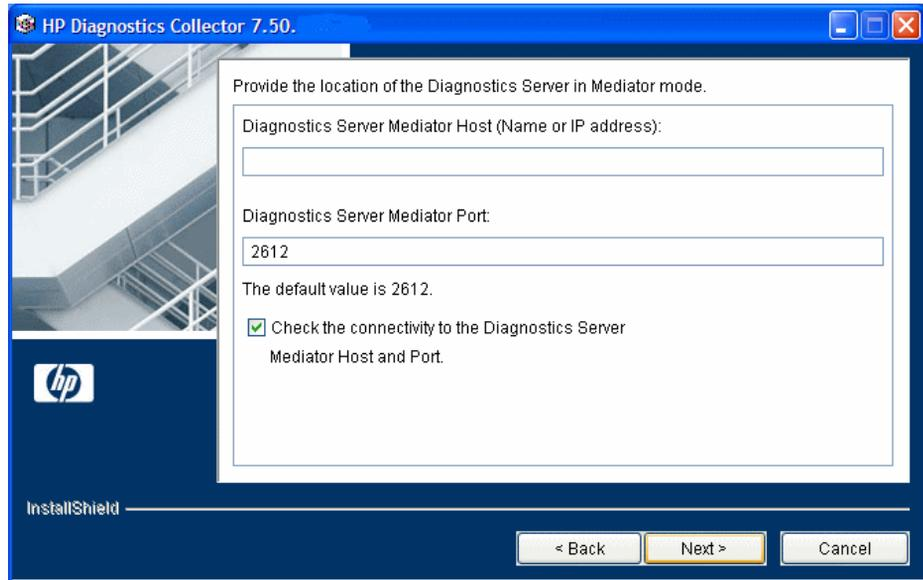 HP Diagnostics Collector 7.50.
Provide the location of the Diagnostics Server in Mediator mode.
Diagnostics Server Mediator Host (Name or IP address):
Diagnostics Server Mediator Port:
2612
The default value is 2612.
Check the connectivity to the Diagnostics Server
Mediator Host and Port.
hp
InstallShield
< Back
Next >
Cancel